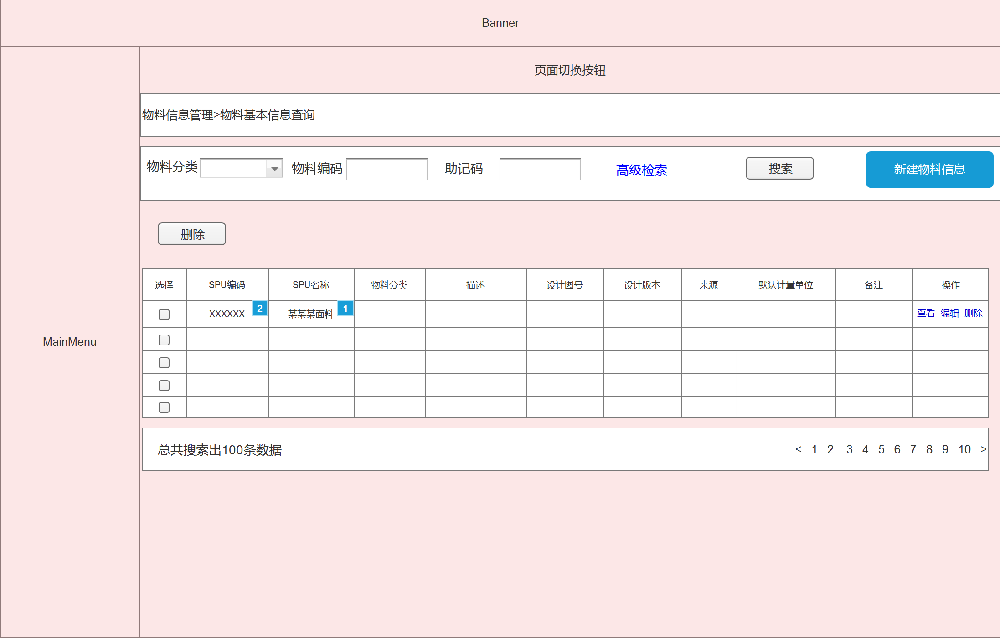 Banner
页面切换按钮
物料信息管理>物料基本信息查询
物料分类 物料编码 助记码 高级检索 搜索 新建物料信息
删除
选择 SPU编码 SPU名称 物料分类 描述 设计图号 设计版本 来源 默认计量单位 备注 操作
XXXXXX 2 某某某面料 1 查看 编辑 删除
MainMenu
总共搜索出100条数据 < 1 2 3 4 5 6 7 8 9 10 >